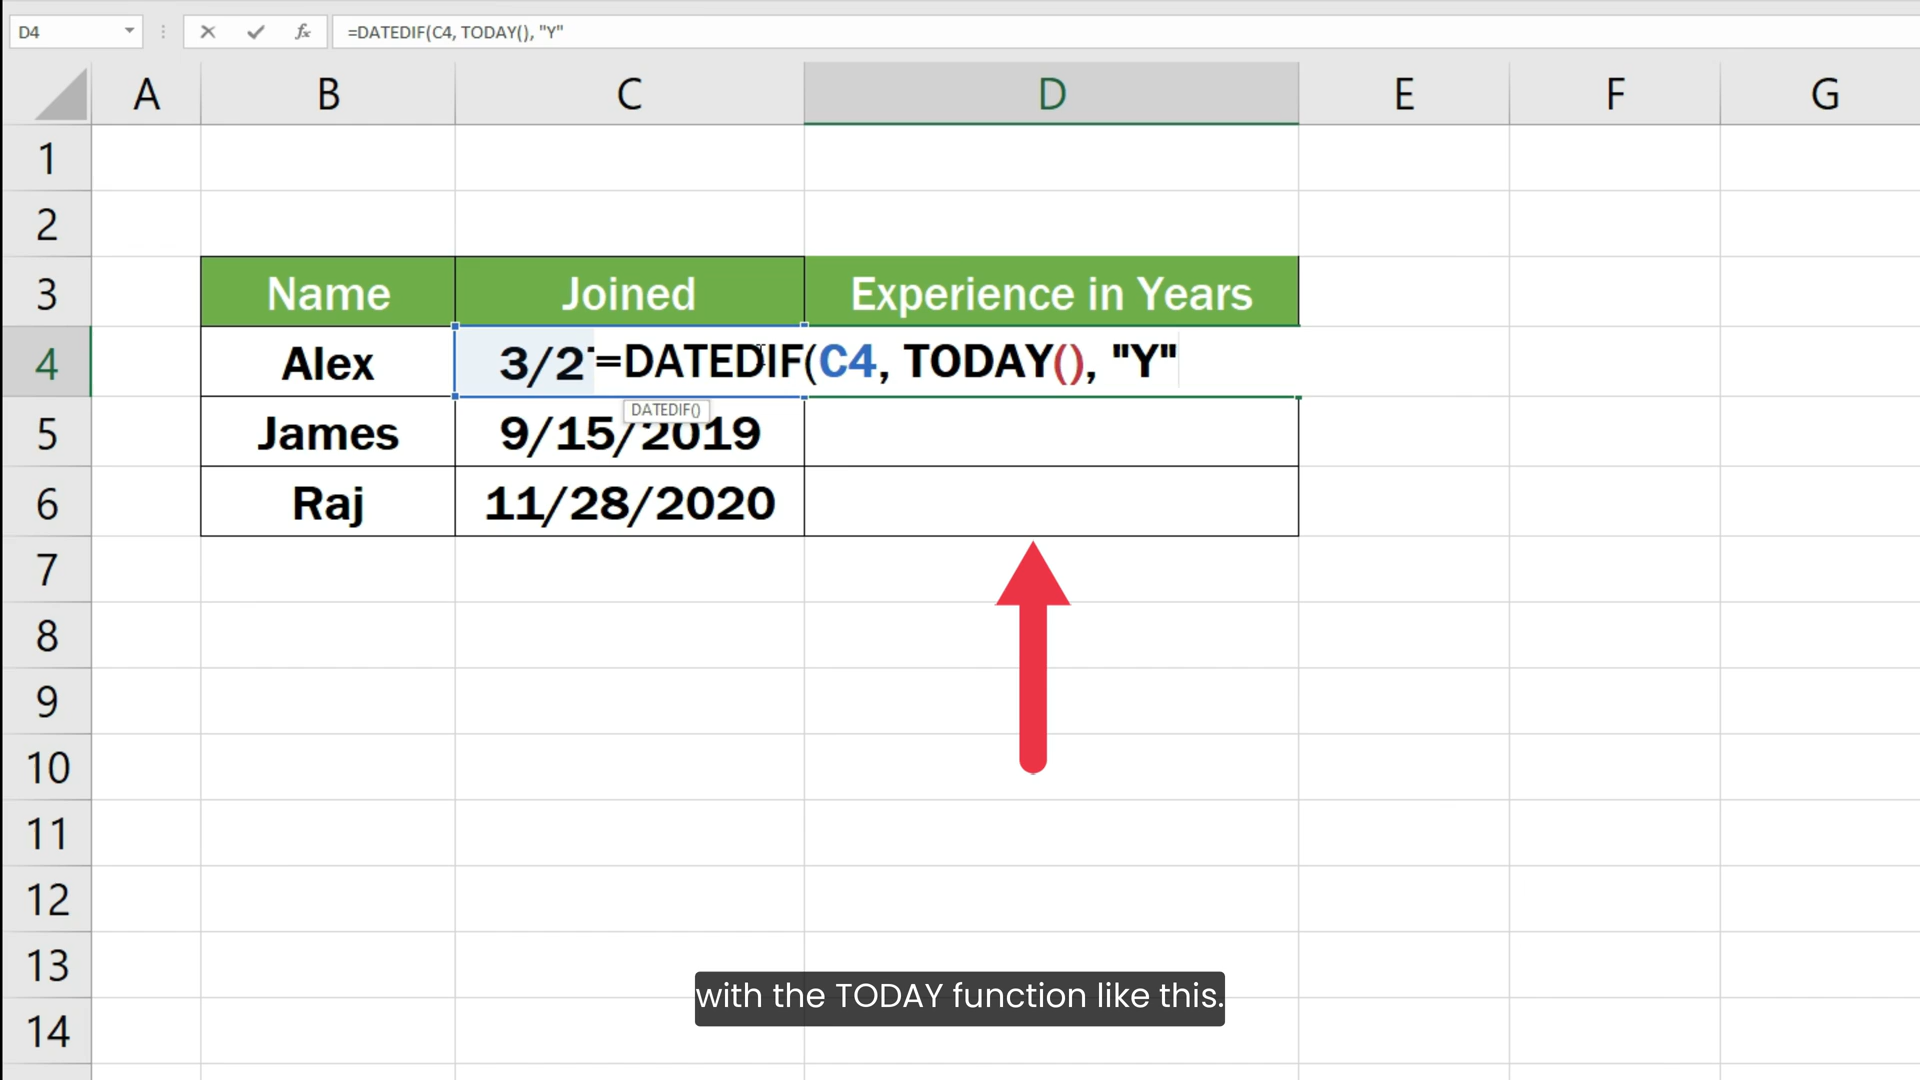 D4 =DATEDIF(C4, TODAY(), "Y"
A B C D E F G
1
2
3 Name Joined Experience in Years
4 Alex 3/2 =DATEDIF(C4, TODAY(), "Y"
DATEDIF()
5 James 9/15/2019
6 Raj 11/28/2020
7
8
9
10
11
12
13
with the TODAY function like this.
14